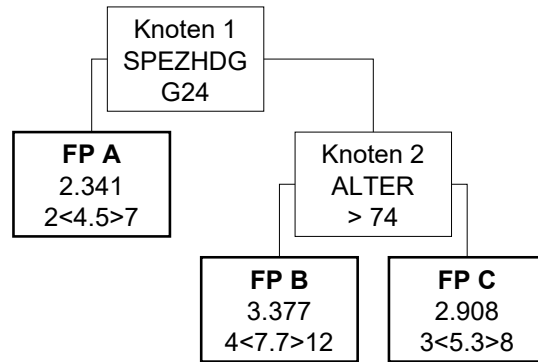 Knoten 1
SPEZHDG
G24
FP A
2.341
2<4.5>7
Knoten 2
ALTER
> 74
FP B
3.377
4<7.7>12
FP C
2.908
3<5.3>8